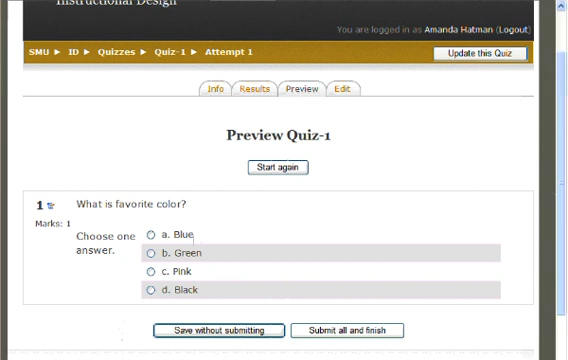 Instructional Design
You are logged in as Amanda Hatman (Logout)
SMU ► ID ► Quizzes ► Quiz-1 ► Attempt 1
Update this Quiz
Info Results Preview Edit
Preview Quiz-1
Start again
1 What is favorite color?
Marks: 1
Choose one answer.
a. Blue
b. Green
c. Pink
d. Black
Save without submitting Submit all and finish